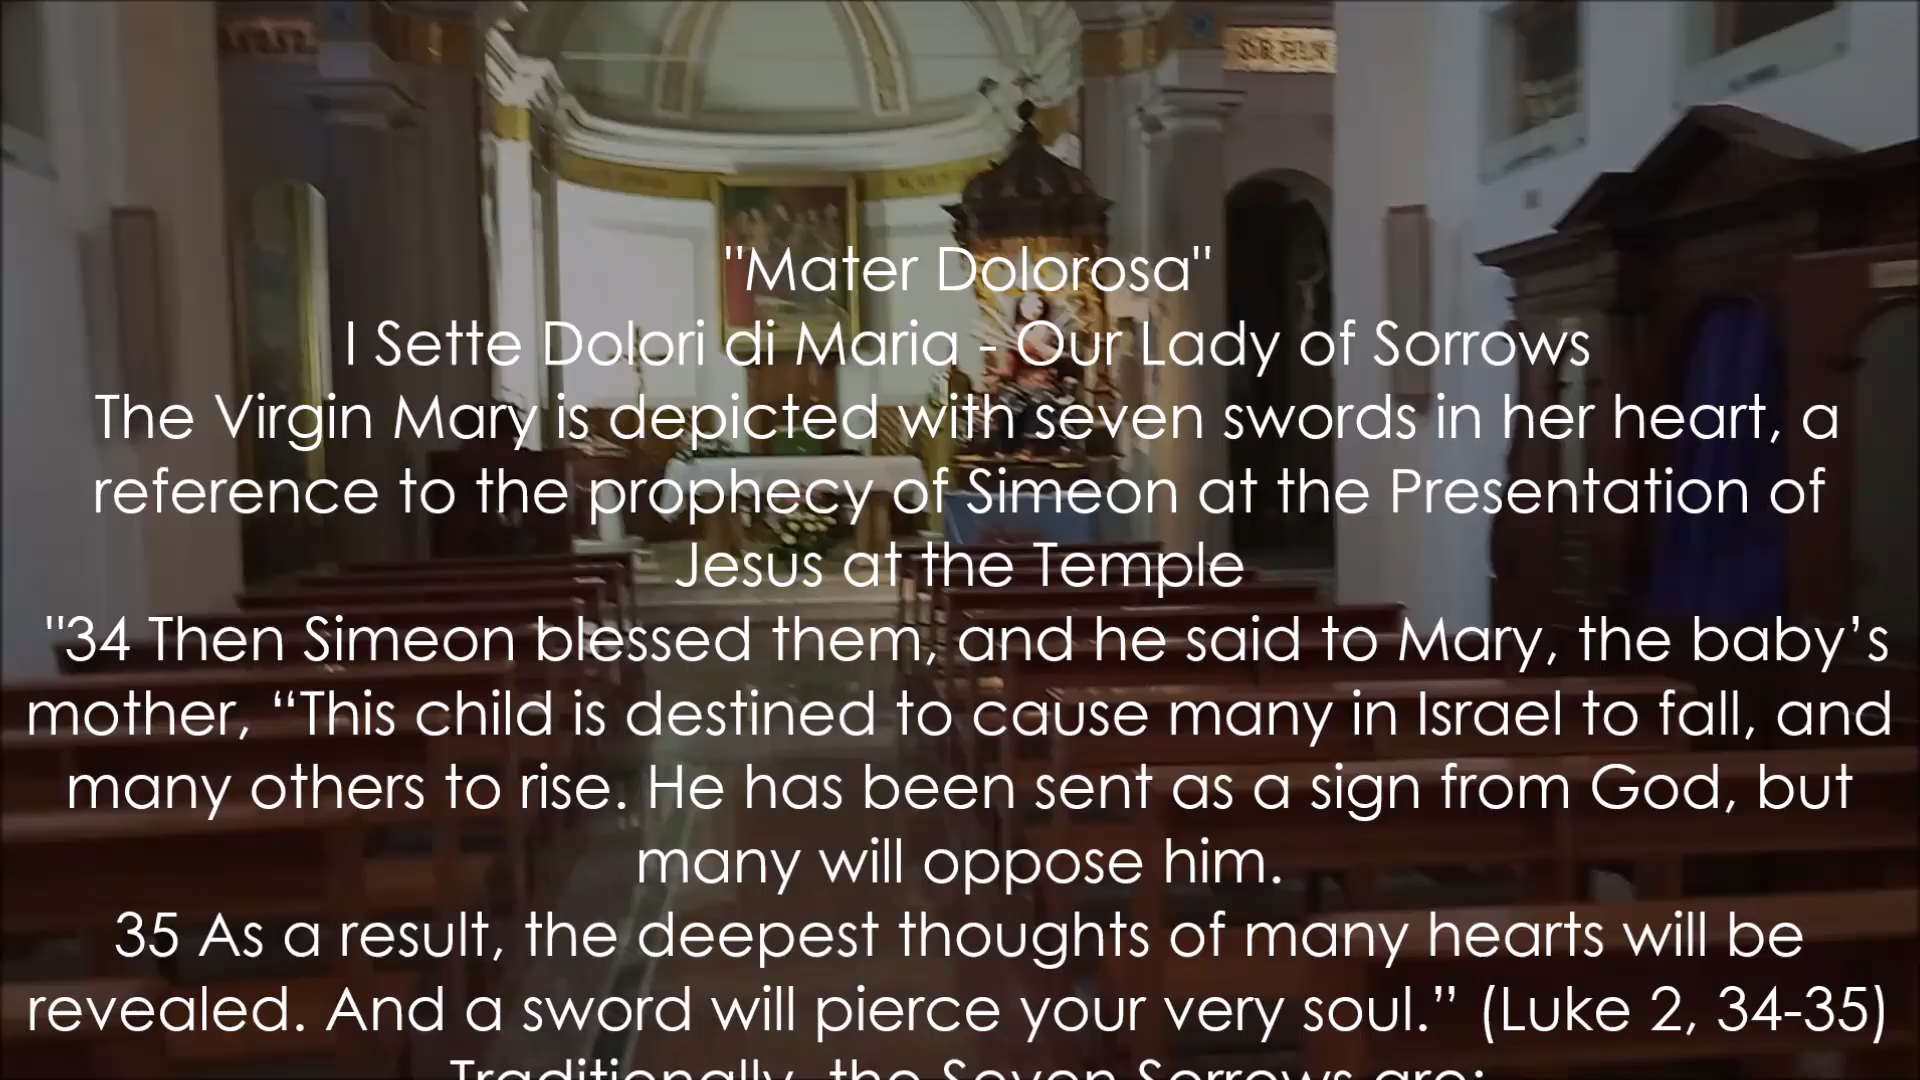 "Mater Dolorosa"
I Sette Dolori di Maria - Our Lady of Sorrows
The Virgin Mary is depicted with seven swords in her heart, a
reference to the prophecy of Simeon at the Presentation of
Jesus at the Temple
"34 Then Simeon blessed them, and he said to Mary, the baby’s
mother, “This child is destined to cause many in Israel to fall, and
many others to rise. He has been sent as a sign from God, but
many will oppose him.
35 As a result, the deepest thoughts of many hearts will be
revealed. And a sword will pierce your very soul.” (Luke 2, 34-35)
Traditionally, the Seven Sorrows are: